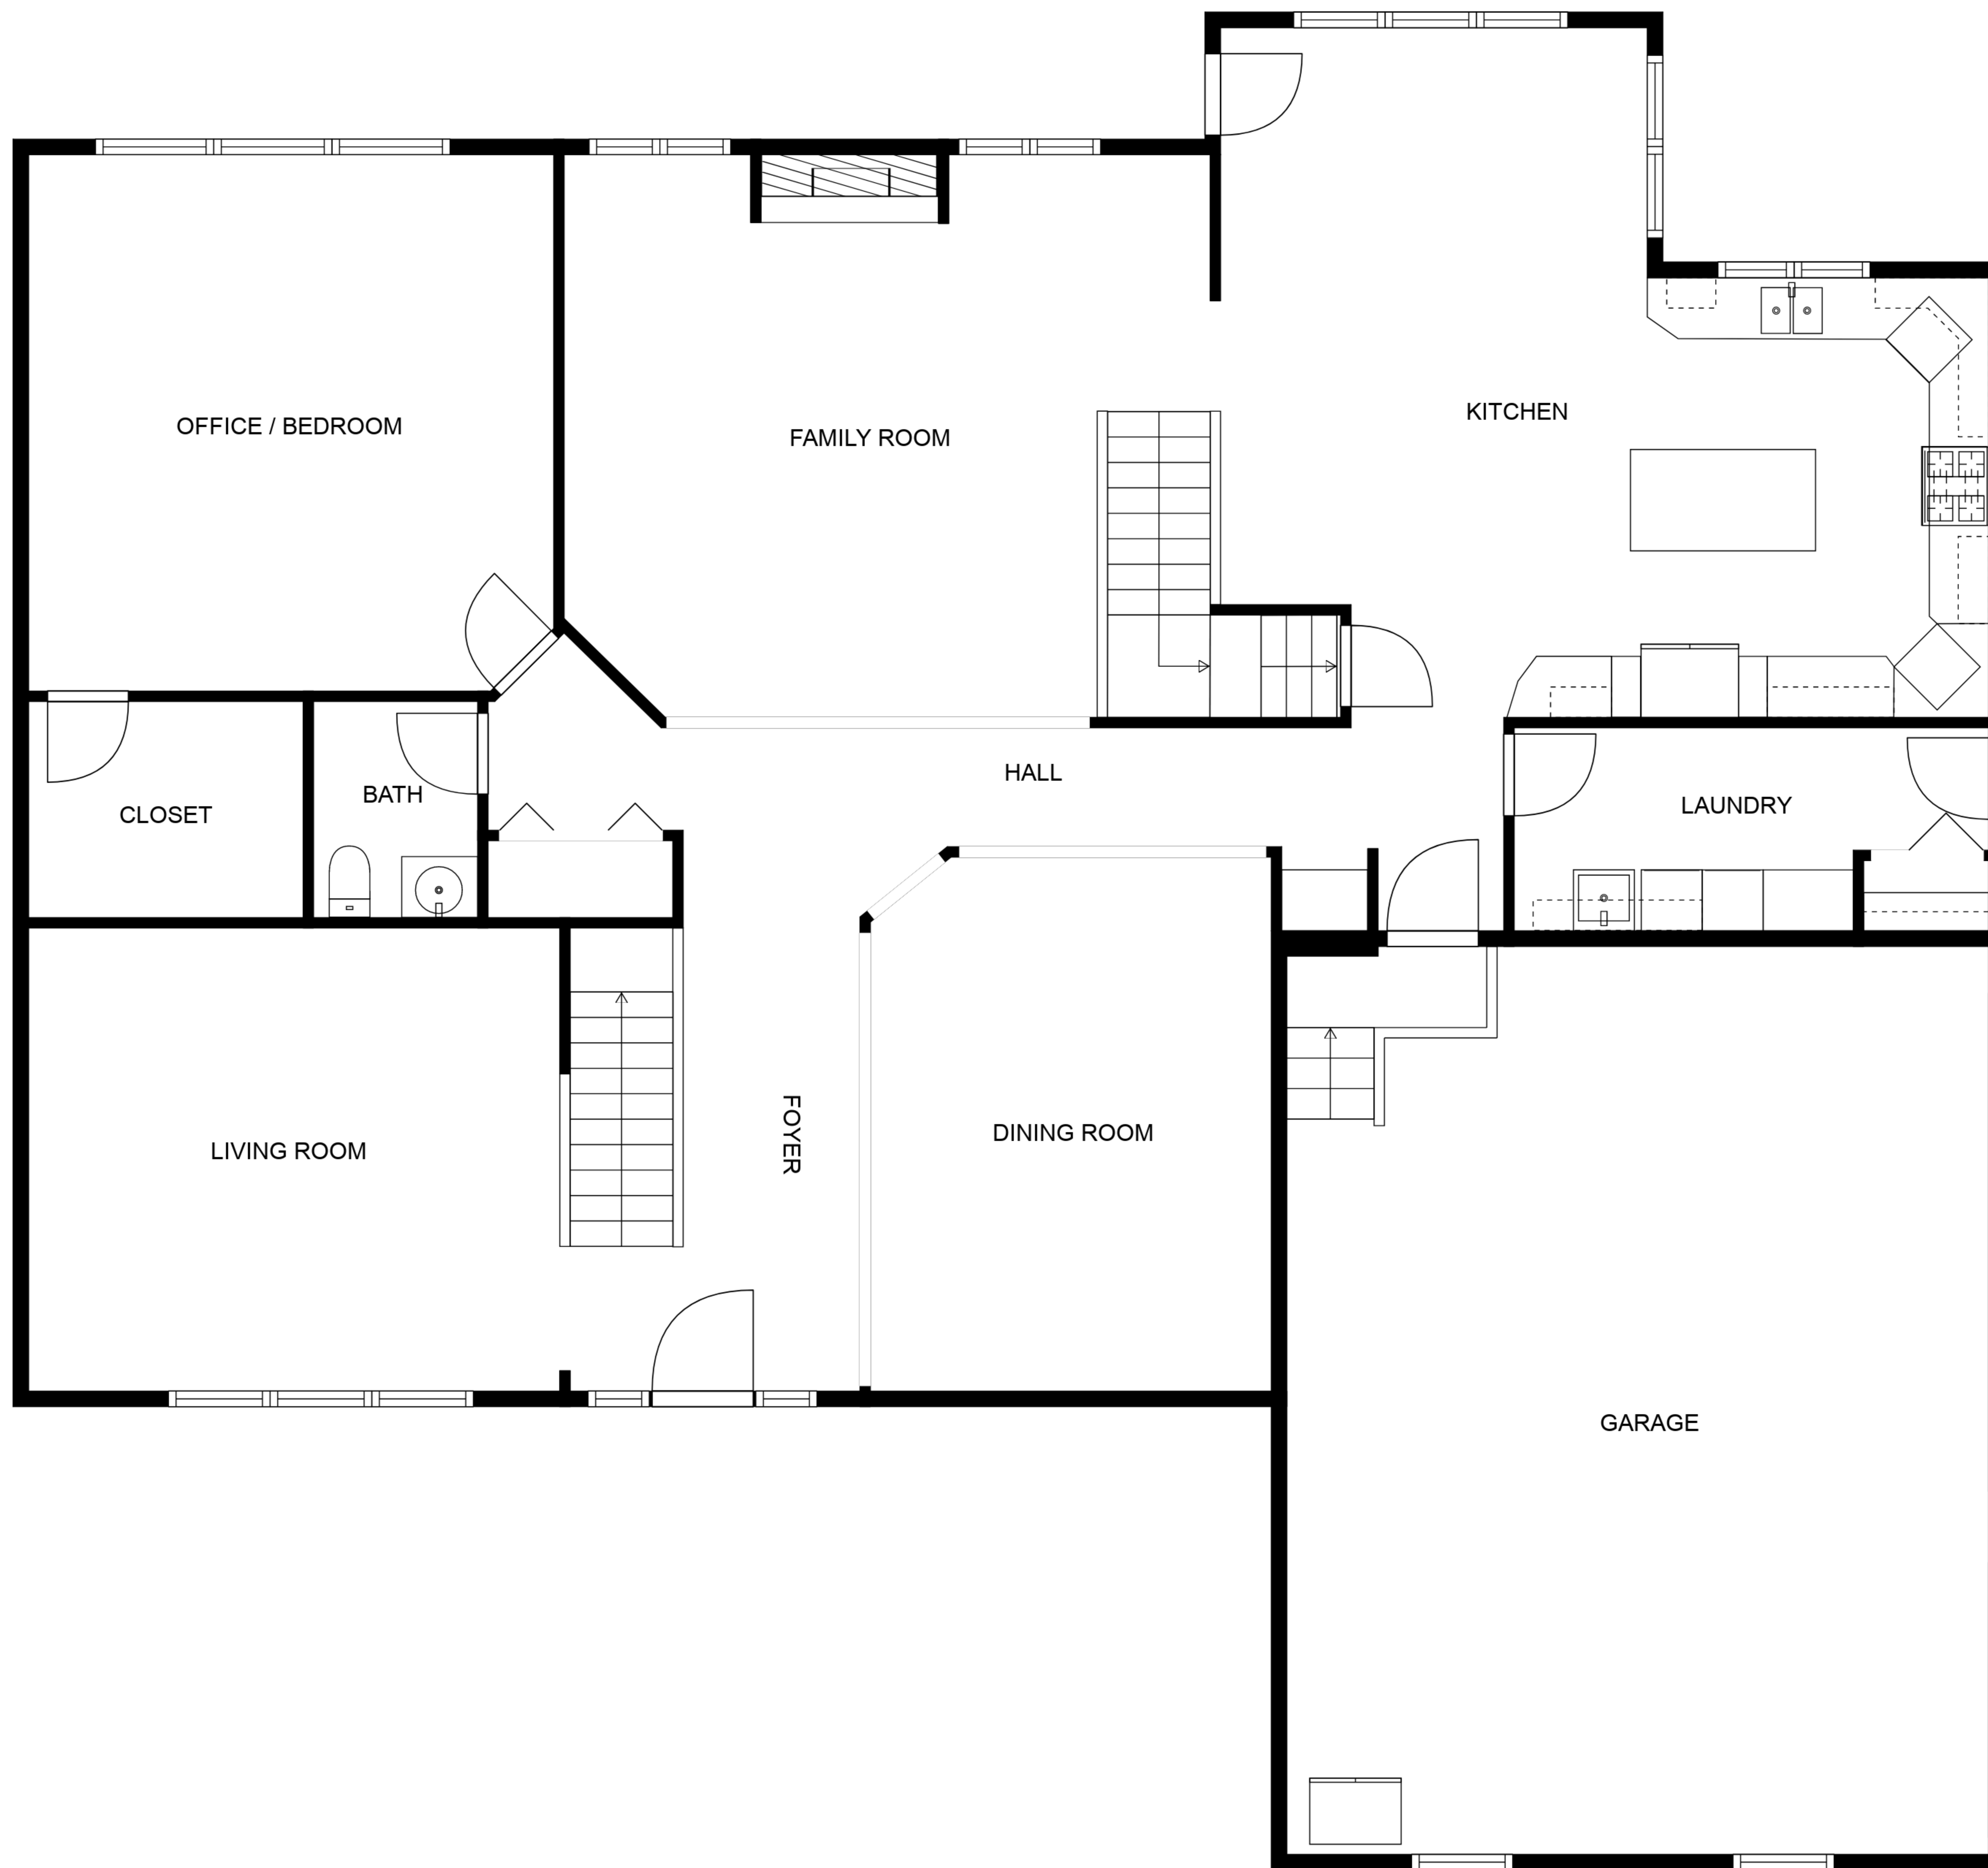 KITCHEN
OFFICE / BEDROOM
FAMILY ROOM
HALL
BATH
CLOSET
LAUNDRY
FOYER
DINING ROOM
LIVING ROOM
GARAGE